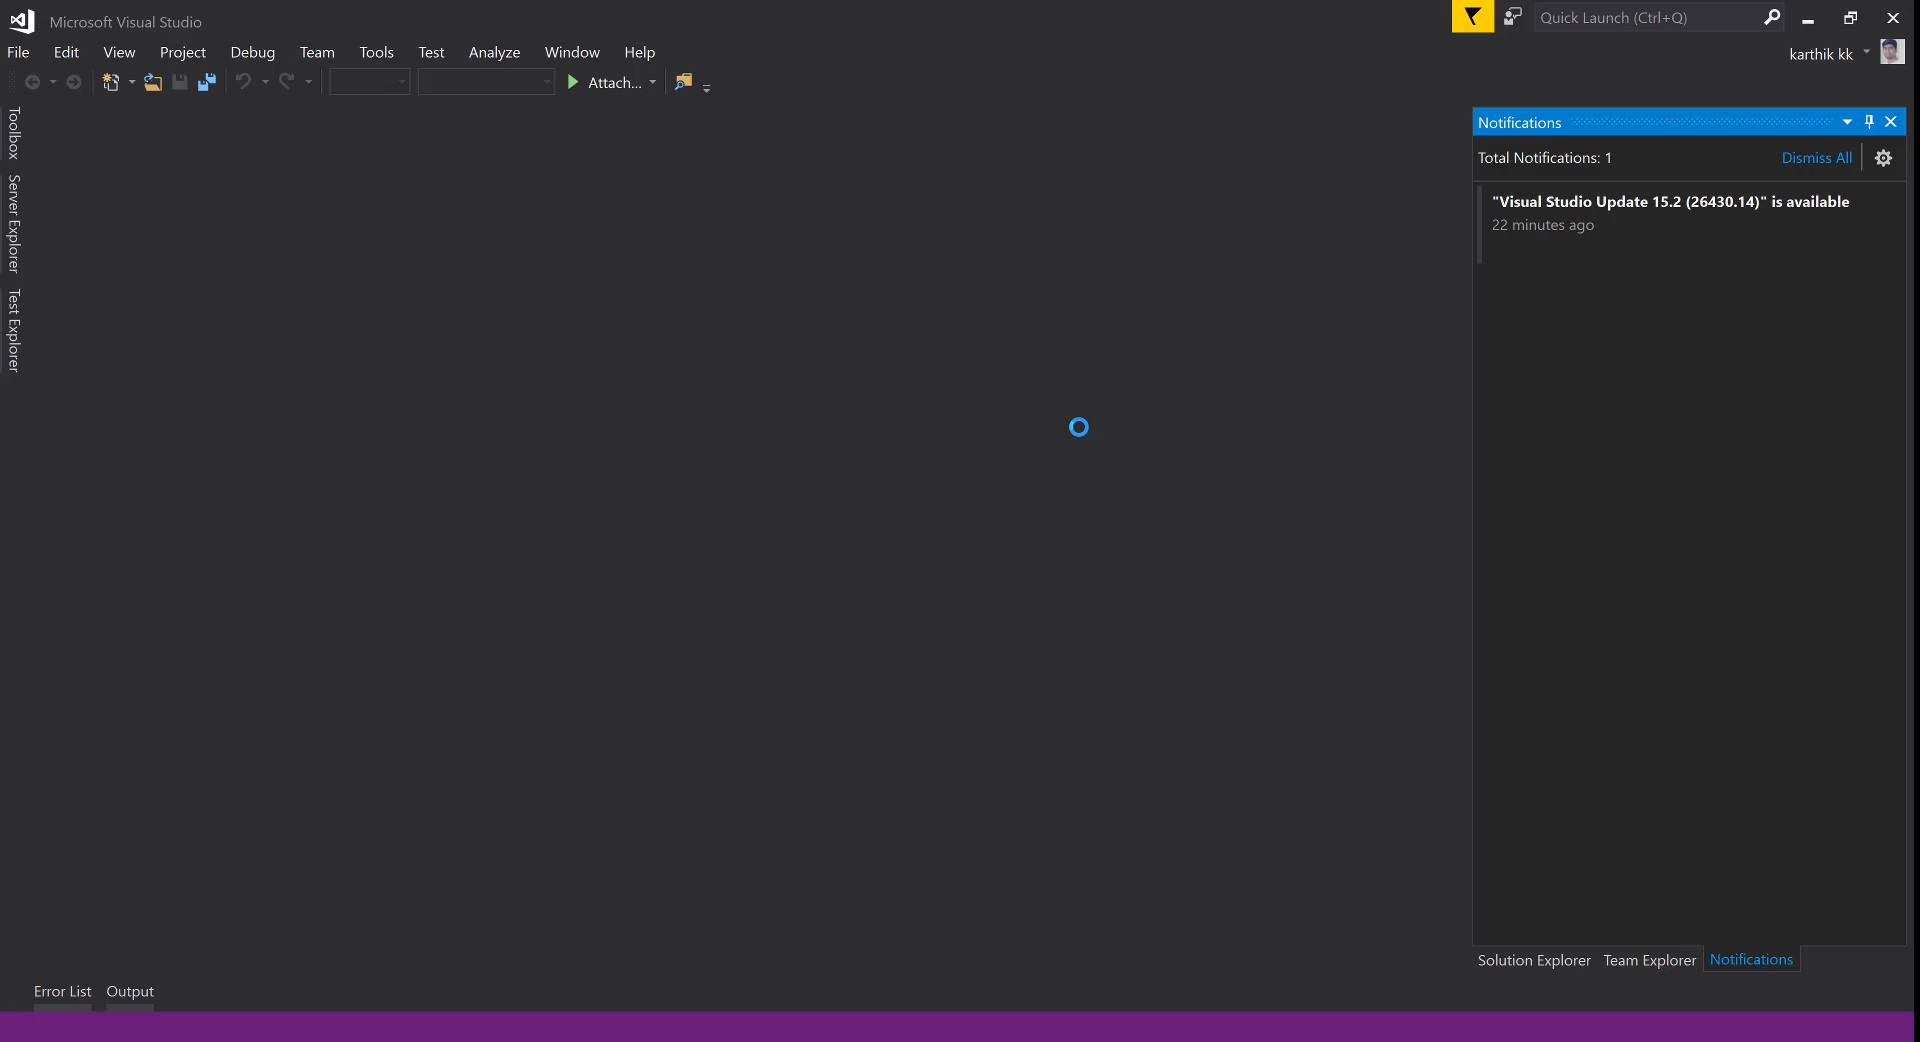 Microsoft Visual Studio
Quick Launch (Ctrl+Q)
File Edit View Project Debug Team Tools Test Analyze Window Help
karthik kk
Attach...
Toolbox
Server Explorer
Test Explorer
Notifications
Total Notifications: 1 Dismiss All
"Visual Studio Update 15.2 (26430.14)" is available
22 minutes ago
Solution Explorer Team Explorer Notifications
Error List Output